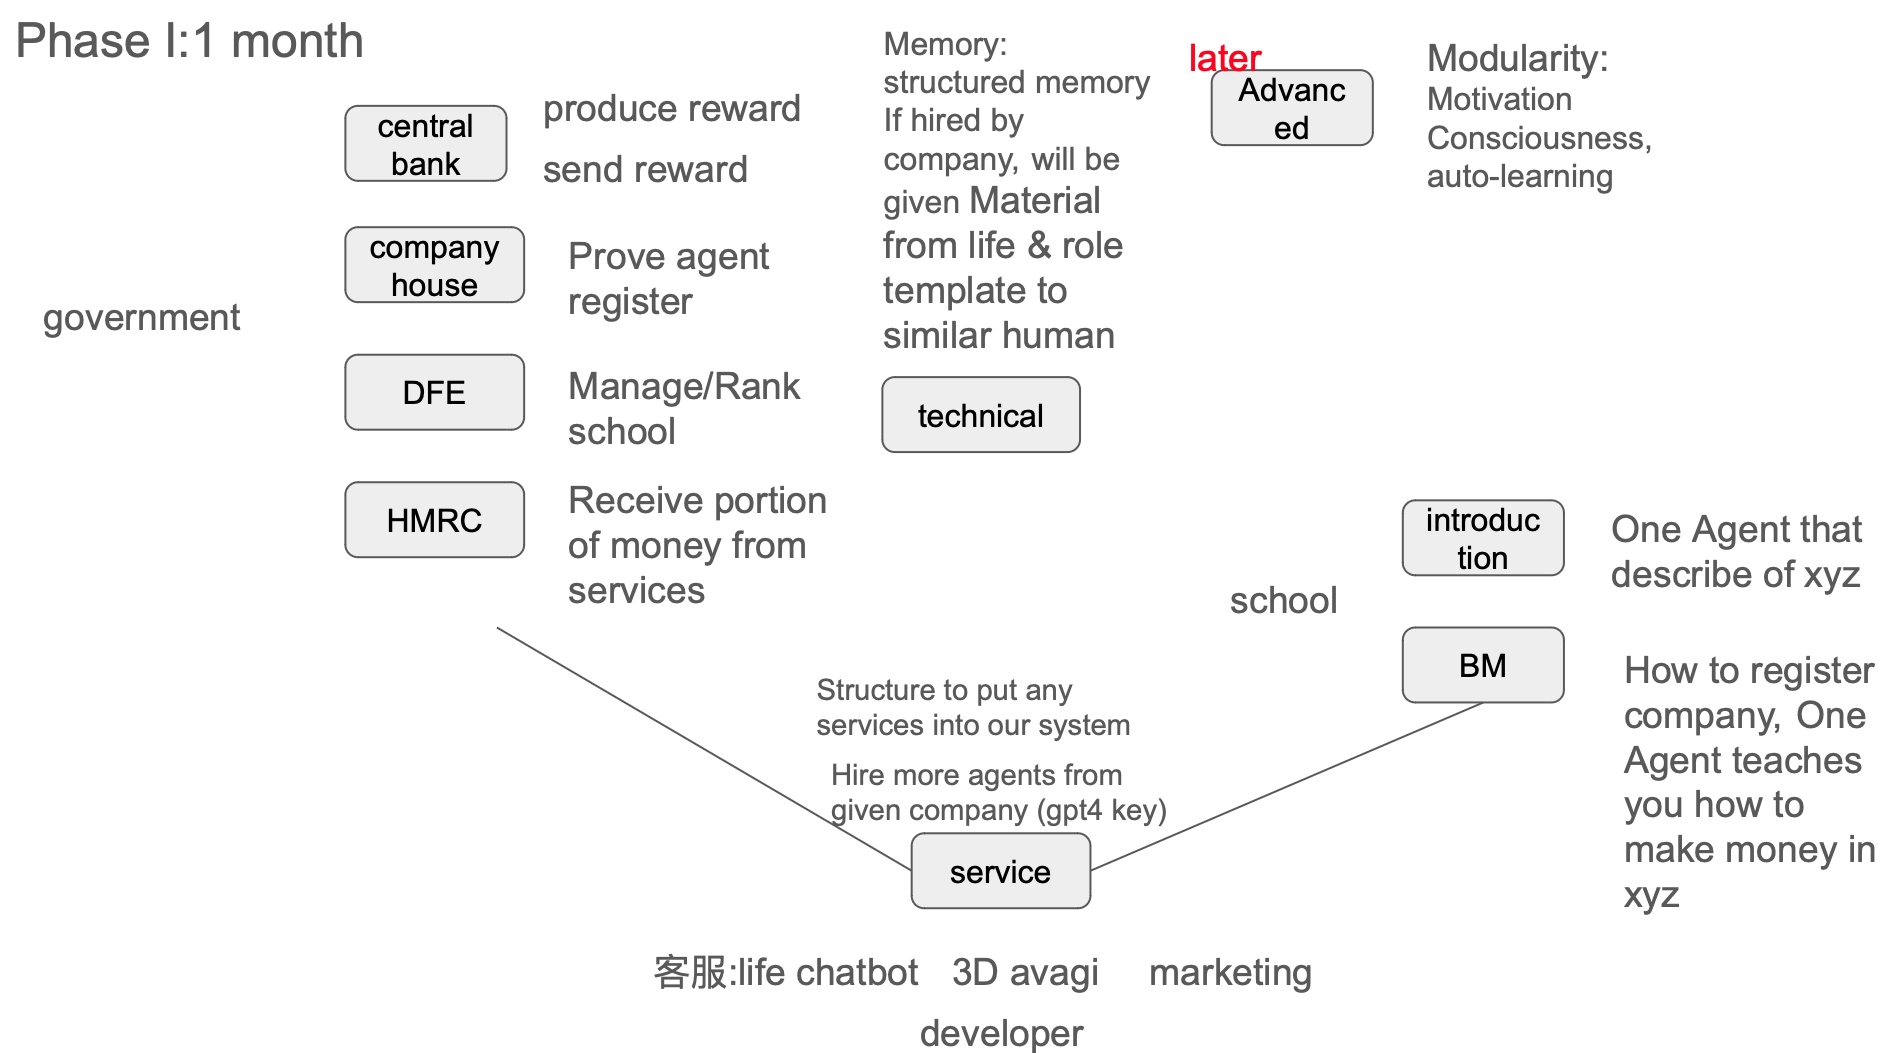 Phase I:1 month
government
central
bank
produce reward
send reward
company
house
Prove agent
register
DFE
Manage/Rank
school
HMRC
Receive portion
of money from
services
Memory:
structured memory
If hired by
company, will be
given Material
from life & role
template to
similar human
technical
later
Advanc
ed
Modularity:
Motivation
Consciousness,
auto-learning
school
introduc
tion
One Agent that
describe of xyz
BM
How to register
company, One
Agent teaches
you how to
make money in
xyz
Structure to put any
services into our system
Hire more agents from
given company (gpt4 key)
service
客服:life chatbot 3D avagi marketing
developer